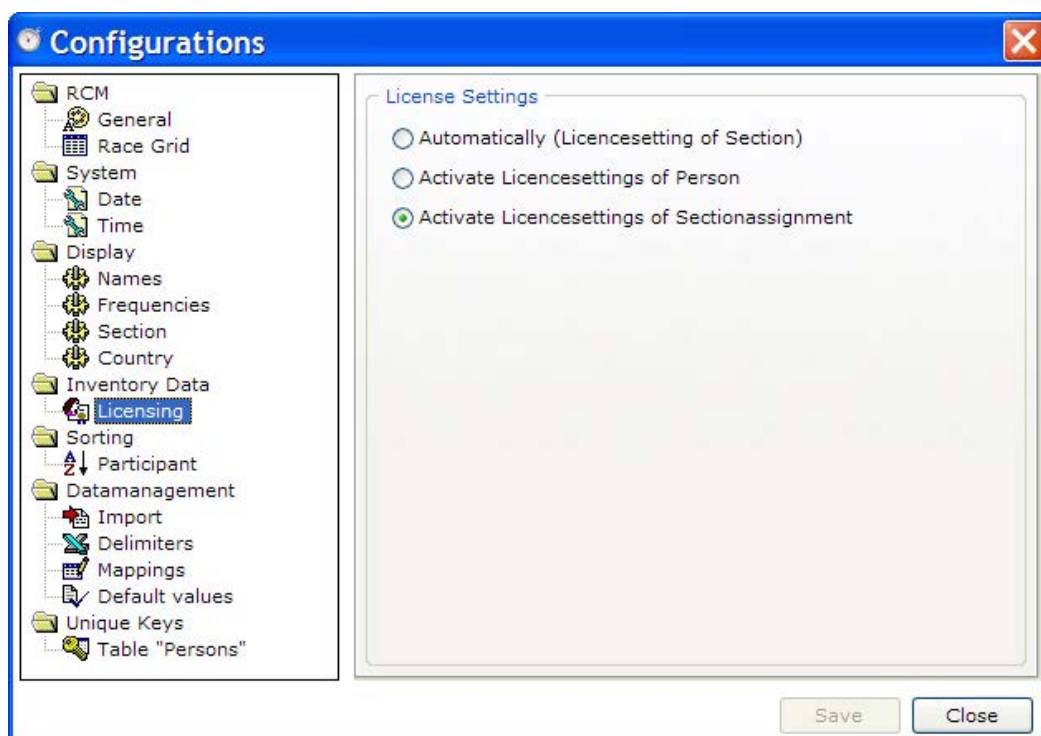 Configurations
RCM
General
Race Grid
System
Date
Time
Display
Names
Frequencies
Section
Country
Inventory Data
Licensing
Sorting
Participant
Datamanagement
Import
Delimiters
Mappings
Default values
Unique Keys
Table "Persons"
License Settings
Automatically (Licencesetting of Section)
Activate Licencesettings of Person
Activate Licencesettings of Sectionassignment
Save
Close